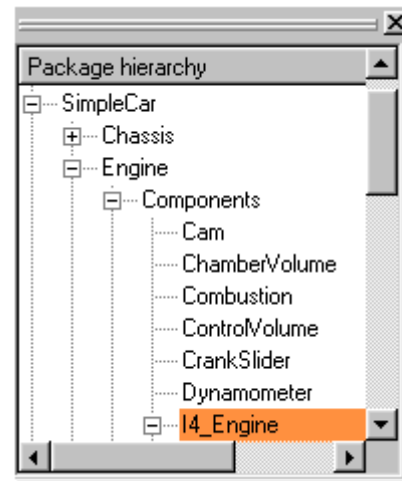 Package hierarchy
SimpleCar
Chassis
Engine
Components
Cam
ChamberVolume
Combustion
ControlVolume
CrankSlider
Dynamometer
I4_Engine